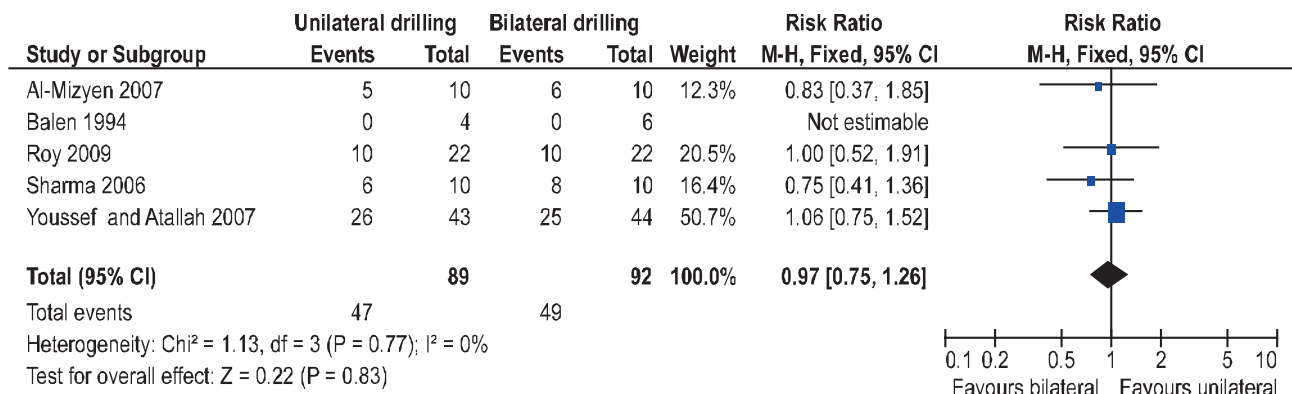 Unilateral drilling Bilateral drilling Risk Ratio Risk Ratio
Study or Subgroup Events Total Events Total Weight M-H, Fixed, 95% CI M-H, Fixed, 95% CI
Al-Mizyen 2007 5 10 6 10 12.3% 0.83 [0.37, 1.85]
Balen 1994 0 4 0 6 Not estimable
Roy 2009 10 22 10 22 20.5% 1.00 [0.52, 1.91]
Sharma 2006 6 10 8 10 16.4% 0.75 [0.41, 1.36]
Youssef and Atallah 2007 26 43 25 44 50.7% 1.06 [0.75, 1.52]
Total (95% CI) 89 92 100.0% 0.97 [0.75, 1.26]
Total events 47 49
Heterogeneity: Chi² = 1.13, df = 3 (P = 0.77); I² = 0%
Test for overall effect: Z = 0.22 (P = 0.83)
0.1 0.2 0.5 1 2 5 10
Favours bilateral Favours unilateral